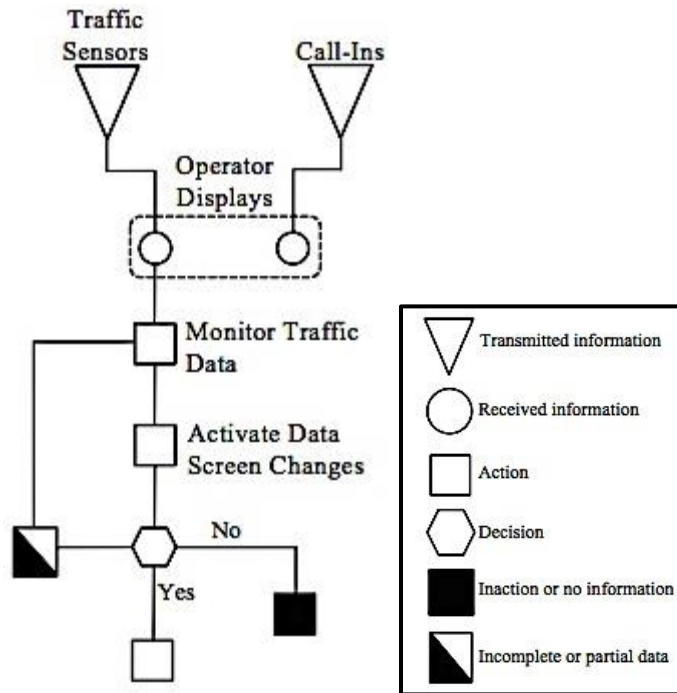 Traffic
Sensors
Call-Ins
Operator
Displays
Monitor Traffic
Data
Activate Data
Screen Changes
No
Yes
Transmitted information
Received information
Action
Decision
Inaction or no information
Incomplete or partial data